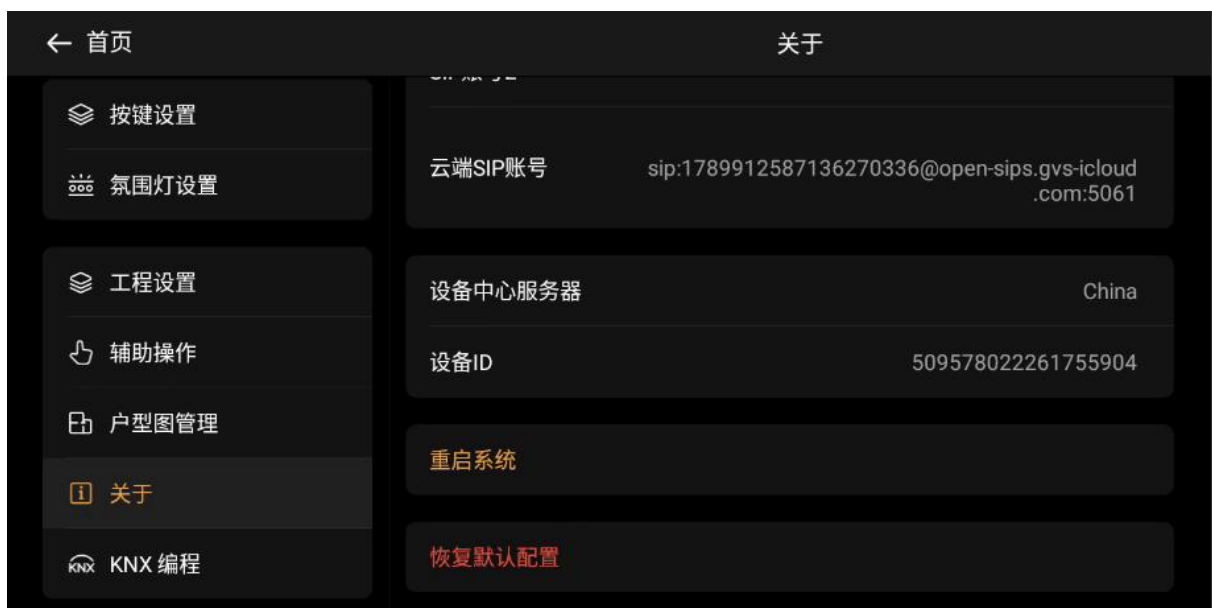 ← 首页
关于
按键设置
氛围灯设置
工程设置
辅助操作
户型图管理
关于
KNX KNX 编程
云端SIP账号
sip:1789912587136270336@open-sips.gvs-icloud
.com:5061
设备中心服务器
China
设备ID
509578022261755904
重启系统
恢复默认配置